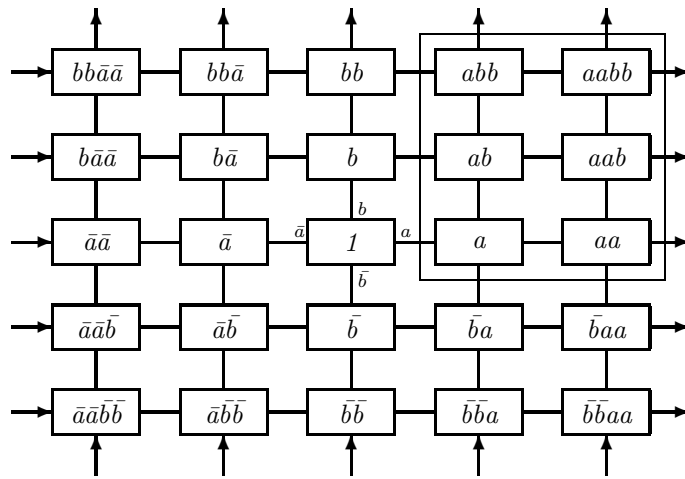 bbāā bbā bb abb aabb
bāā bā b ab aab
b
āā ā ā 1 a a aa
b̄
āāb̄ āb̄ b̄ b̄a b̄aa
āāb̄b̄ āb̄b̄ b̄b̄ b̄b̄a b̄b̄aa